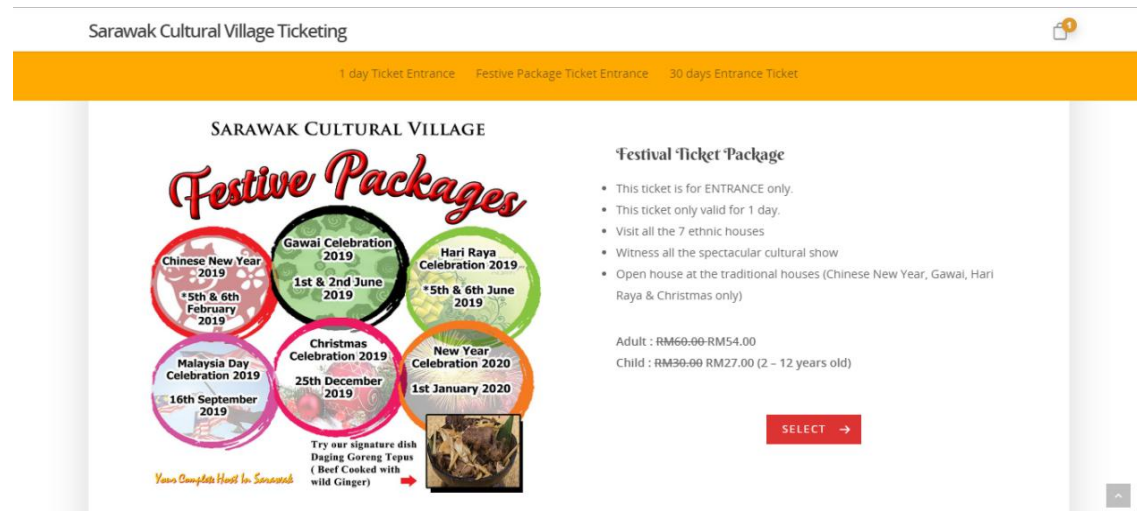 Sarawak Cultural Village Ticketing
1
1 day Ticket Entrance Festive Package Ticket Entrance 30 days Entrance Ticket
SARAWAK CULTURAL VILLAGE
Festive Packages
Chinese New Year
2019
*5th & 6th
February
2019
Gawai Celebration
2019
1st & 2nd June
2019
Hari Raya
Celebration 2019
*5th & 6th June
2019
Malaysia Day
Celebration 2019
16th September
2019
Christmas
Celebration 2019
25th December
2019
New Year
Celebration 2020
1st January 2020
Try our signature dish
Daging Goreng Tepus
( Beef Cooked with
wild Ginger)
Your Complete Host In Sarawak
Festival Ticket Package
• This ticket is for ENTRANCE only.
• This ticket only valid for 1 day.
• Visit all the 7 ethnic houses
• Witness all the spectacular cultural show
• Open house at the traditional houses (Chinese New Year, Gawai, Hari
Raya & Christmas only)
Adult : RM60.00 RM54.00
Child : RM30.00 RM27.00 (2 – 12 years old)
SELECT →